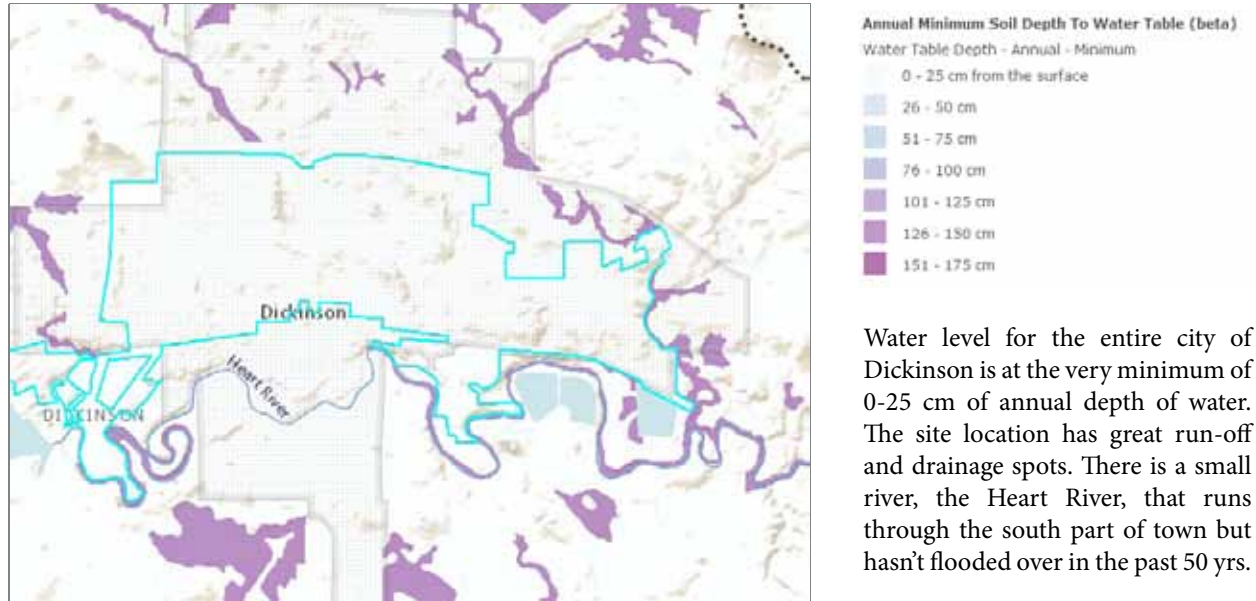 Annual Minimum Soil Depth To Water Table (beta)
Water Table Depth - Annual - Minimum
0 - 25 cm from the surface
26 - 50 cm
51 - 75 cm
76 - 100 cm
101 - 125 cm
126 - 150 cm
151 - 175 cm
Dickinson
Heart River
DICKINSON
Water level for the entire city of
Dickinson is at the very minimum of
0-25 cm of annual depth of water.
The site location has great run-off
and drainage spots. There is a small
river, the Heart River, that runs
through the south part of town but
hasn't flooded over in the past 50 yrs.